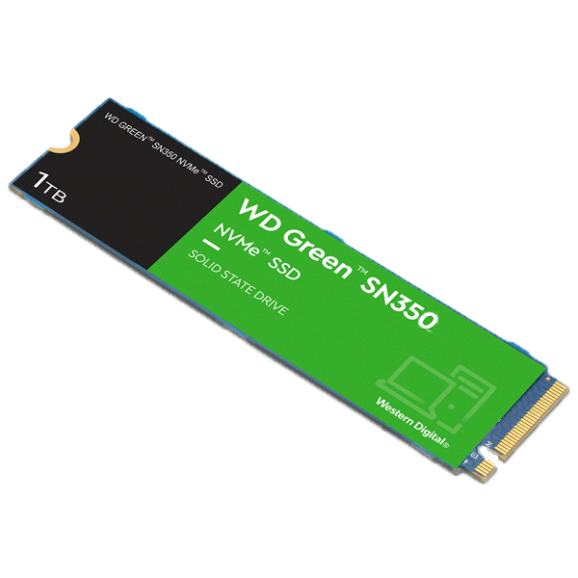 WD GREEN™ SN350 NVMe™ SSD
1TB
WD Green™ SN350
NVMe™ SSD
SOLID STATE DRIVE
Western Digital®